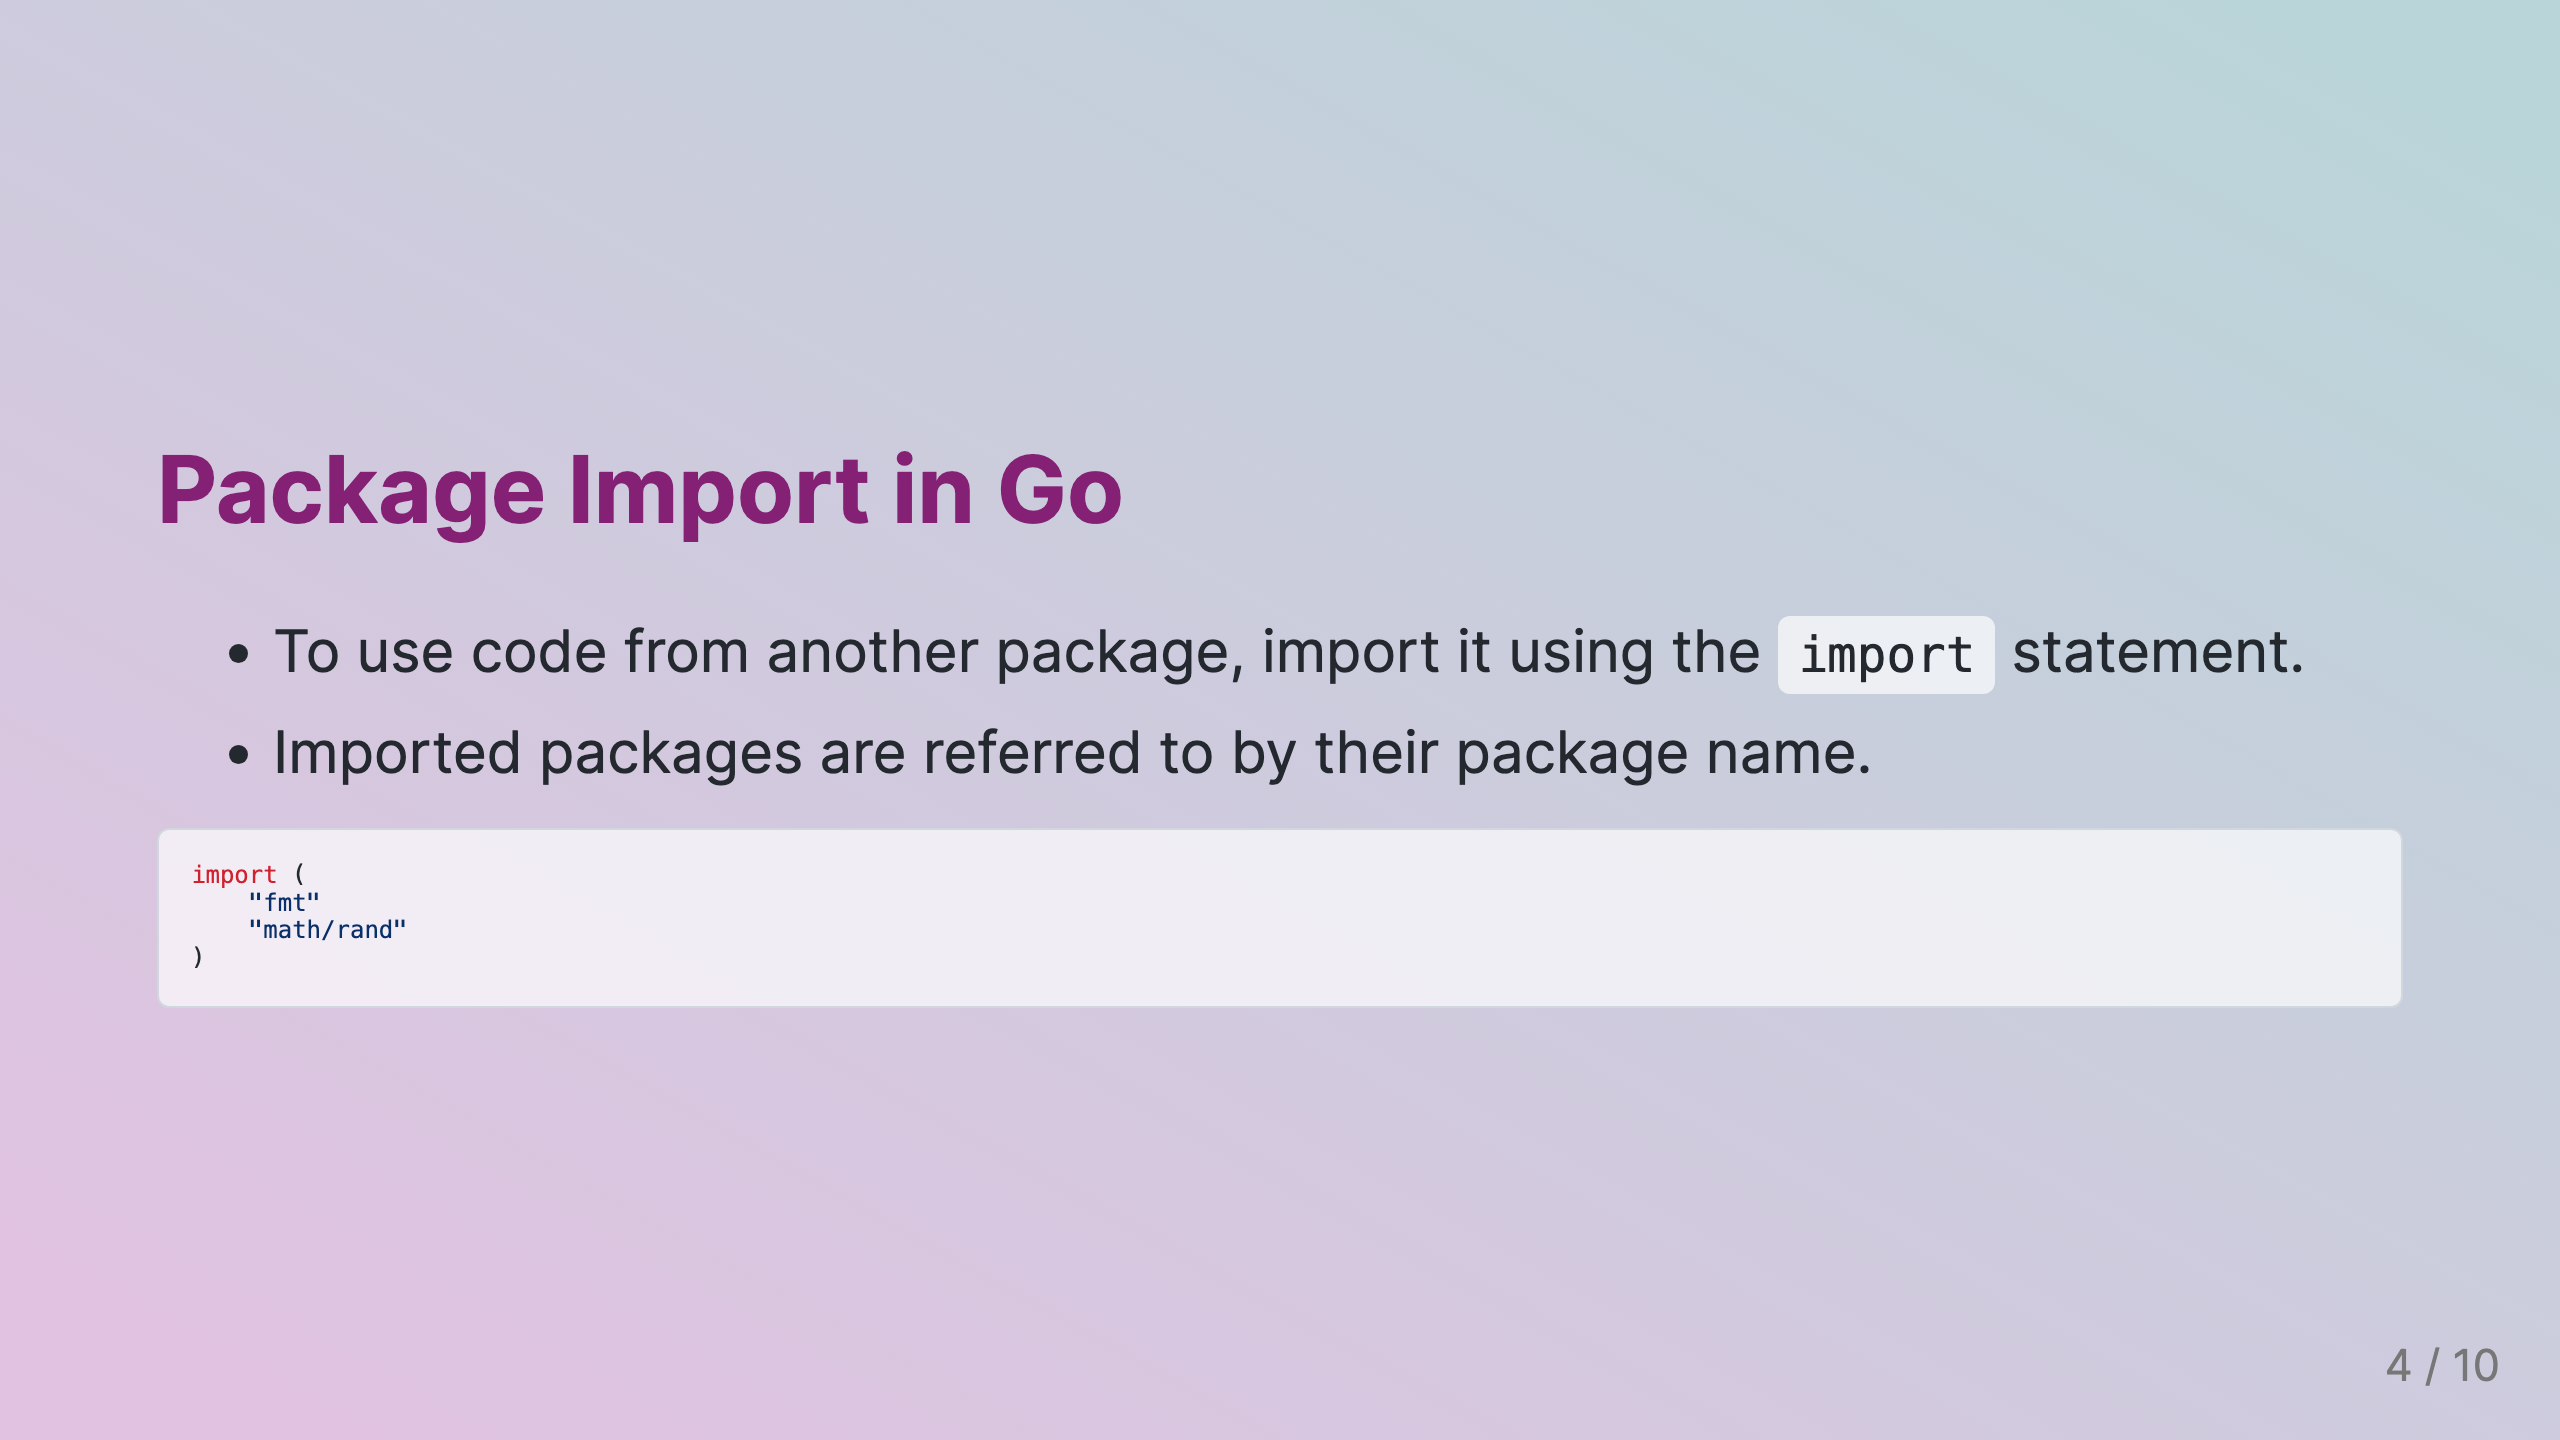 Package Import in Go
• To use code from another package, import it using the import statement.
• Imported packages are referred to by their package name.
import (
    "fmt"
    "math/rand"
)
4 / 10